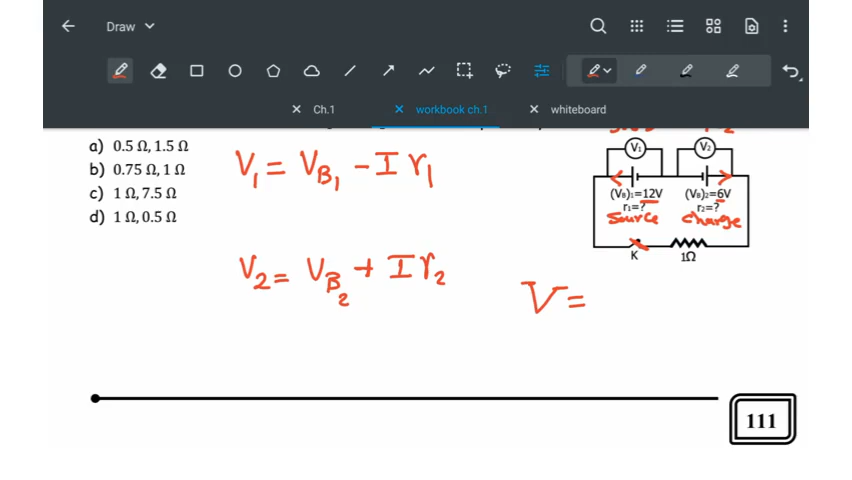 Draw
Ch.1
workbook ch.1
whiteboard
a) 0.5 Ω, 1.5 Ω
b) 0.75 Ω, 1 Ω
c) 1 Ω, 7.5 Ω
d) 1 Ω, 0.5 Ω
V₁ = V_B₁ − I r₁
V₂ = V_B₂ + I r₂
V =
V₁ V₂
(V_B)₁=12V (V_B)₂=6V
r₁=? r₂=?
Source Charge
K 1Ω
111